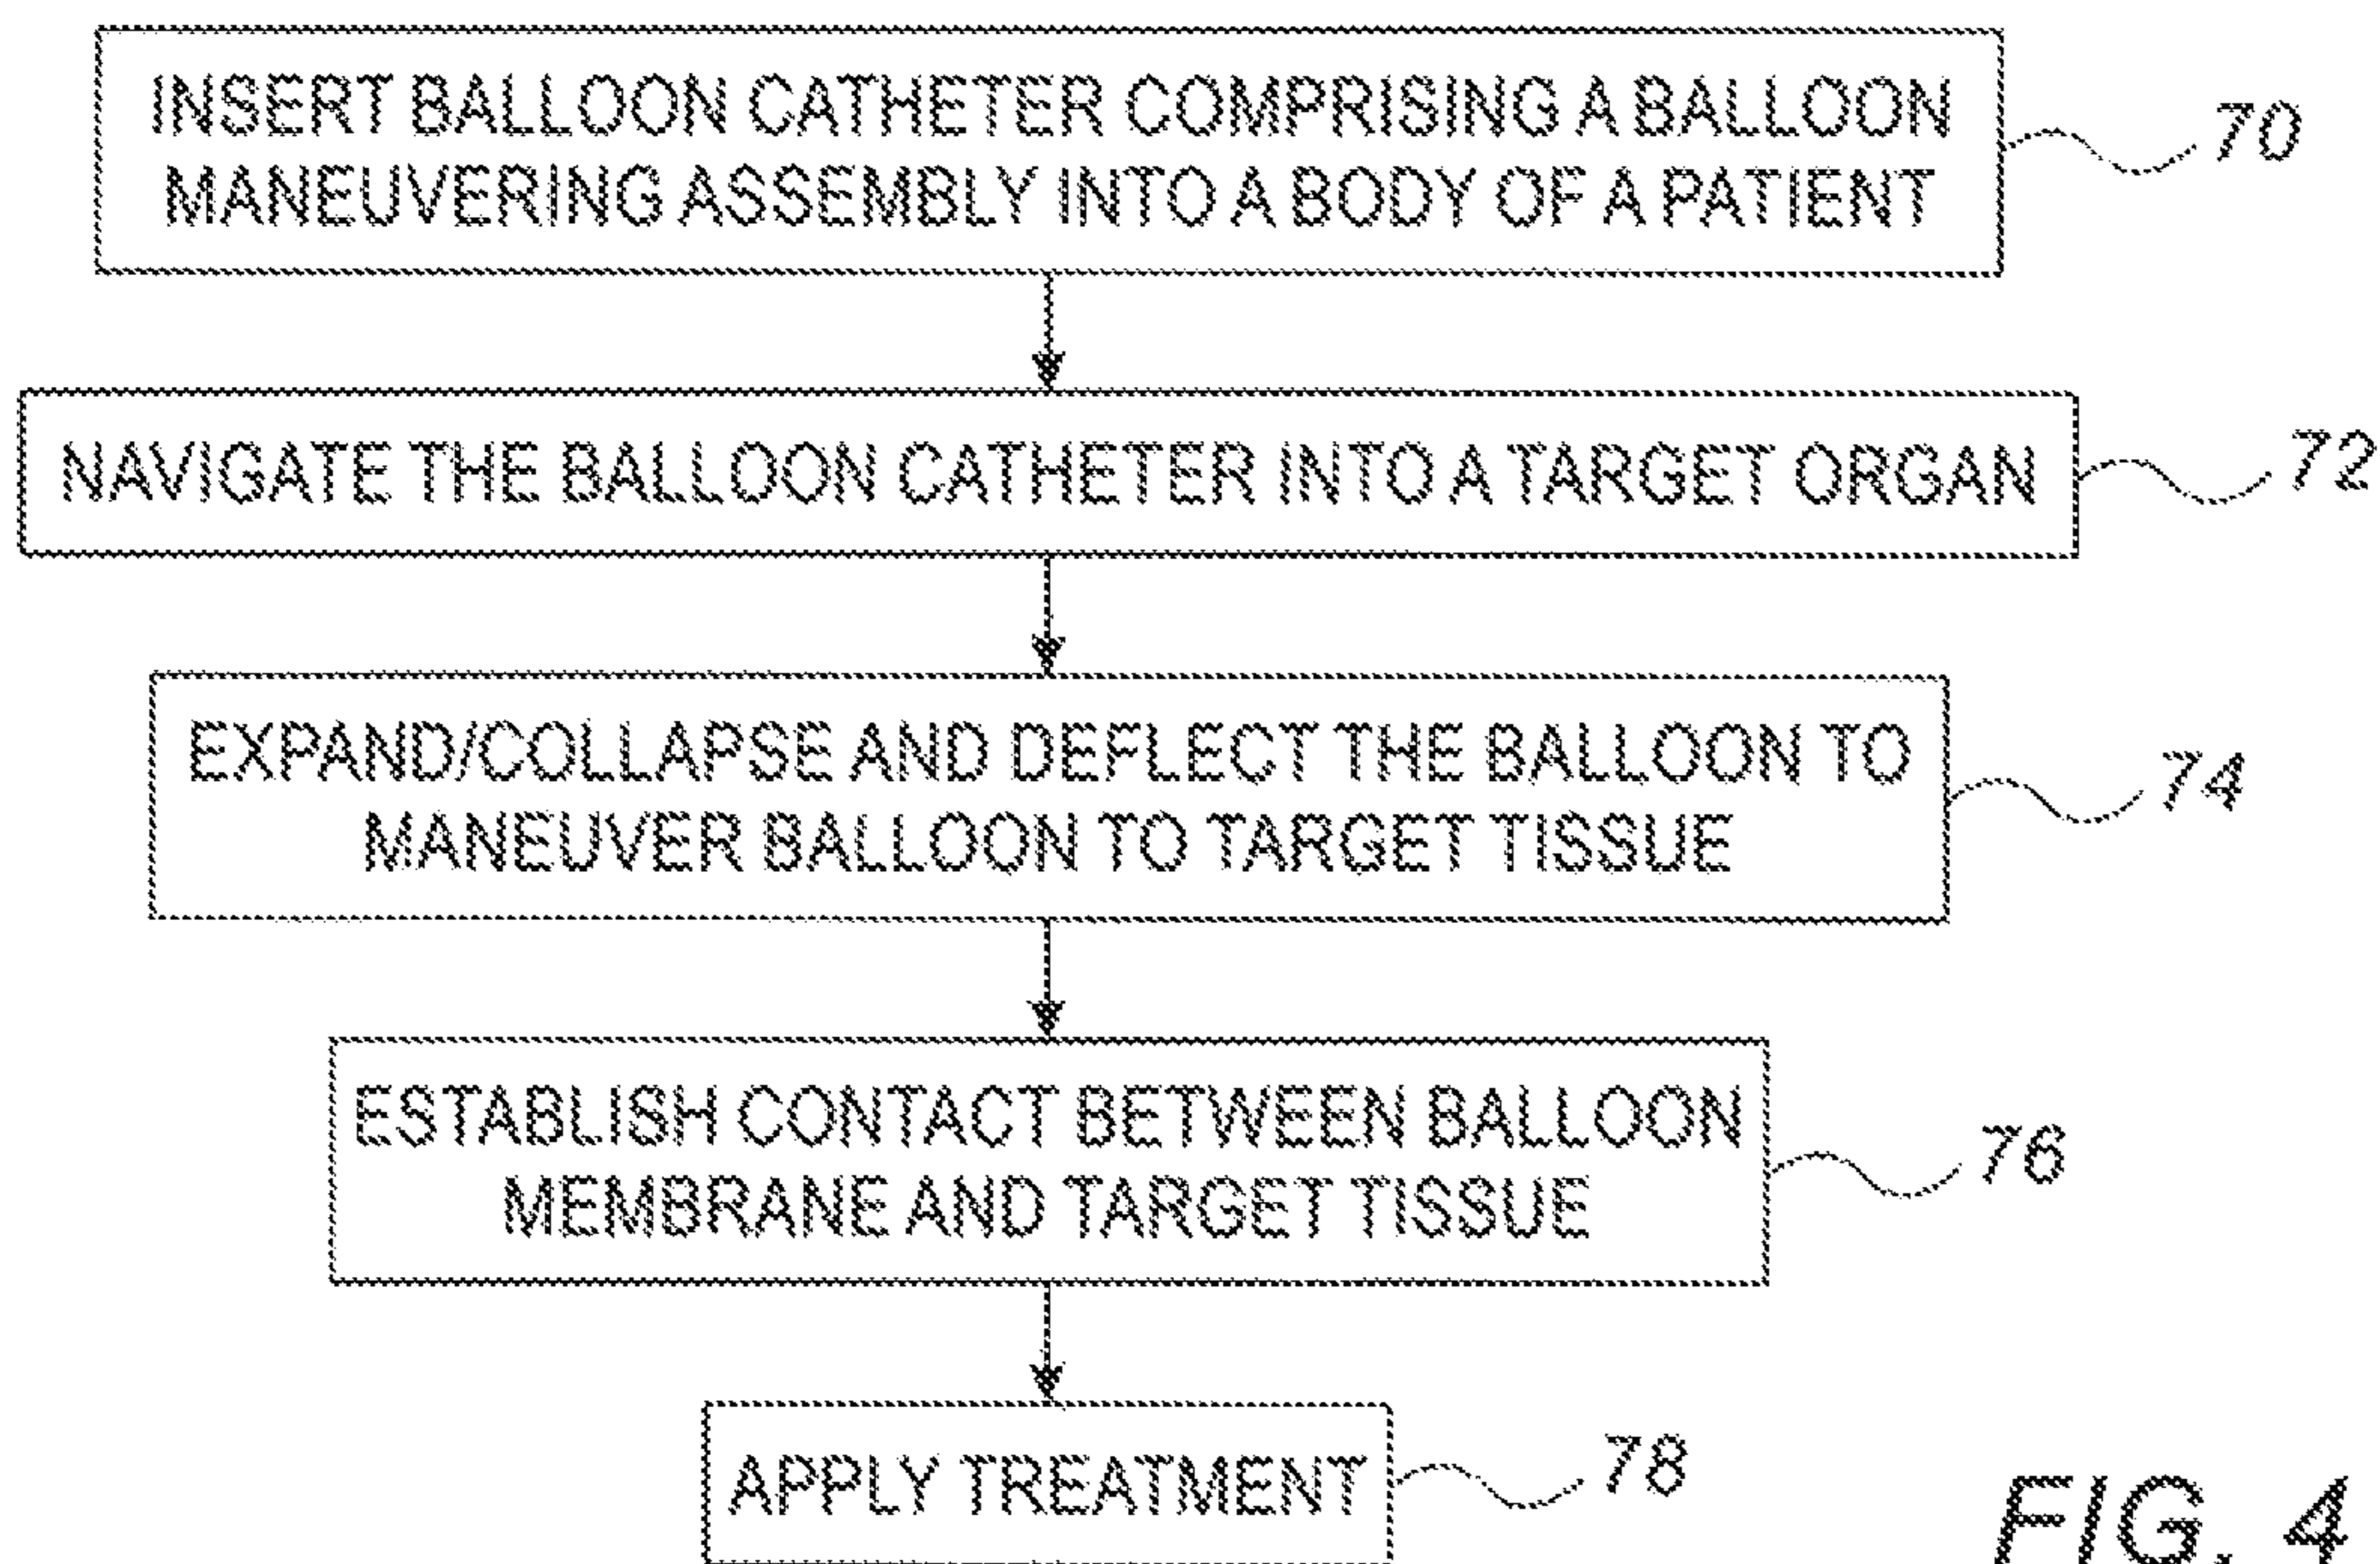 INSERT BALLOON CATHETER COMPRISING A BALLOON
MANEUVERING ASSEMBLY INTO A BODY OF A PATIENT
70
NAVIGATE THE BALLOON CATHETER INTO A TARGET ORGAN
72
EXPAND/COLLAPSE AND DEFLECT THE BALLOON TO
MANEUVER BALLOON TO TARGET TISSUE
74
ESTABLISH CONTACT BETWEEN BALLOON
MEMBRANE AND TARGET TISSUE
76
APPLY TREATMENT
78
FIG. 4